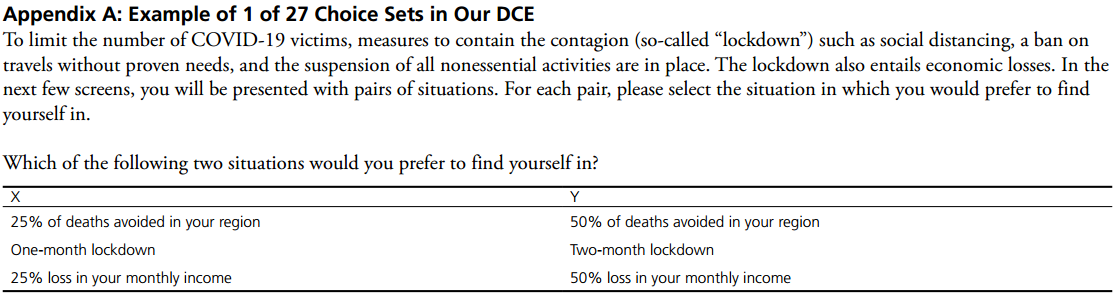 Appendix A: Example of 1 of 27 Choice Sets in Our DCE
To limit the number of COVID-19 victims, measures to contain the contagion (so-called “lockdown”) such as social distancing, a ban on
travels without proven needs, and the suspension of all nonessential activities are in place. The lockdown also entails economic losses. In the
next few screens, you will be presented with pairs of situations. For each pair, please select the situation in which you would prefer to find
yourself in.
Which of the following two situations would you prefer to find yourself in?
X Y
25% of deaths avoided in your region 50% of deaths avoided in your region
One-month lockdown Two-month lockdown
25% loss in your monthly income 50% loss in your monthly income